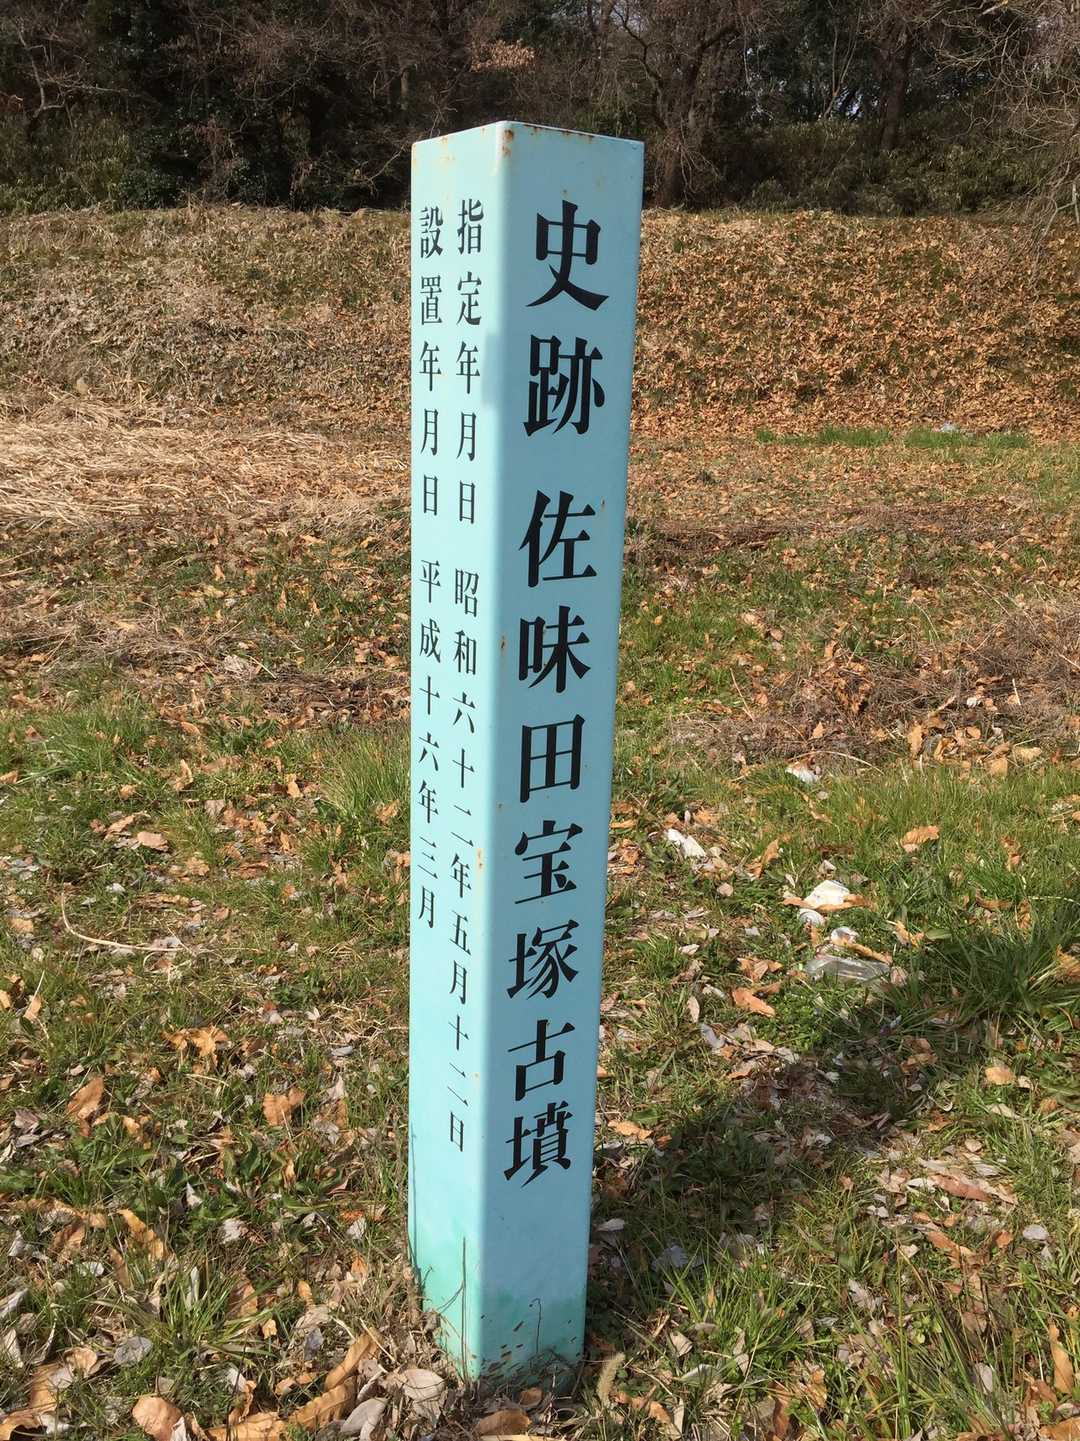 史跡 佐味田宝塚古墳
指定年月日 昭和六十二年五月十二日
設置年月日 平成十六年三月